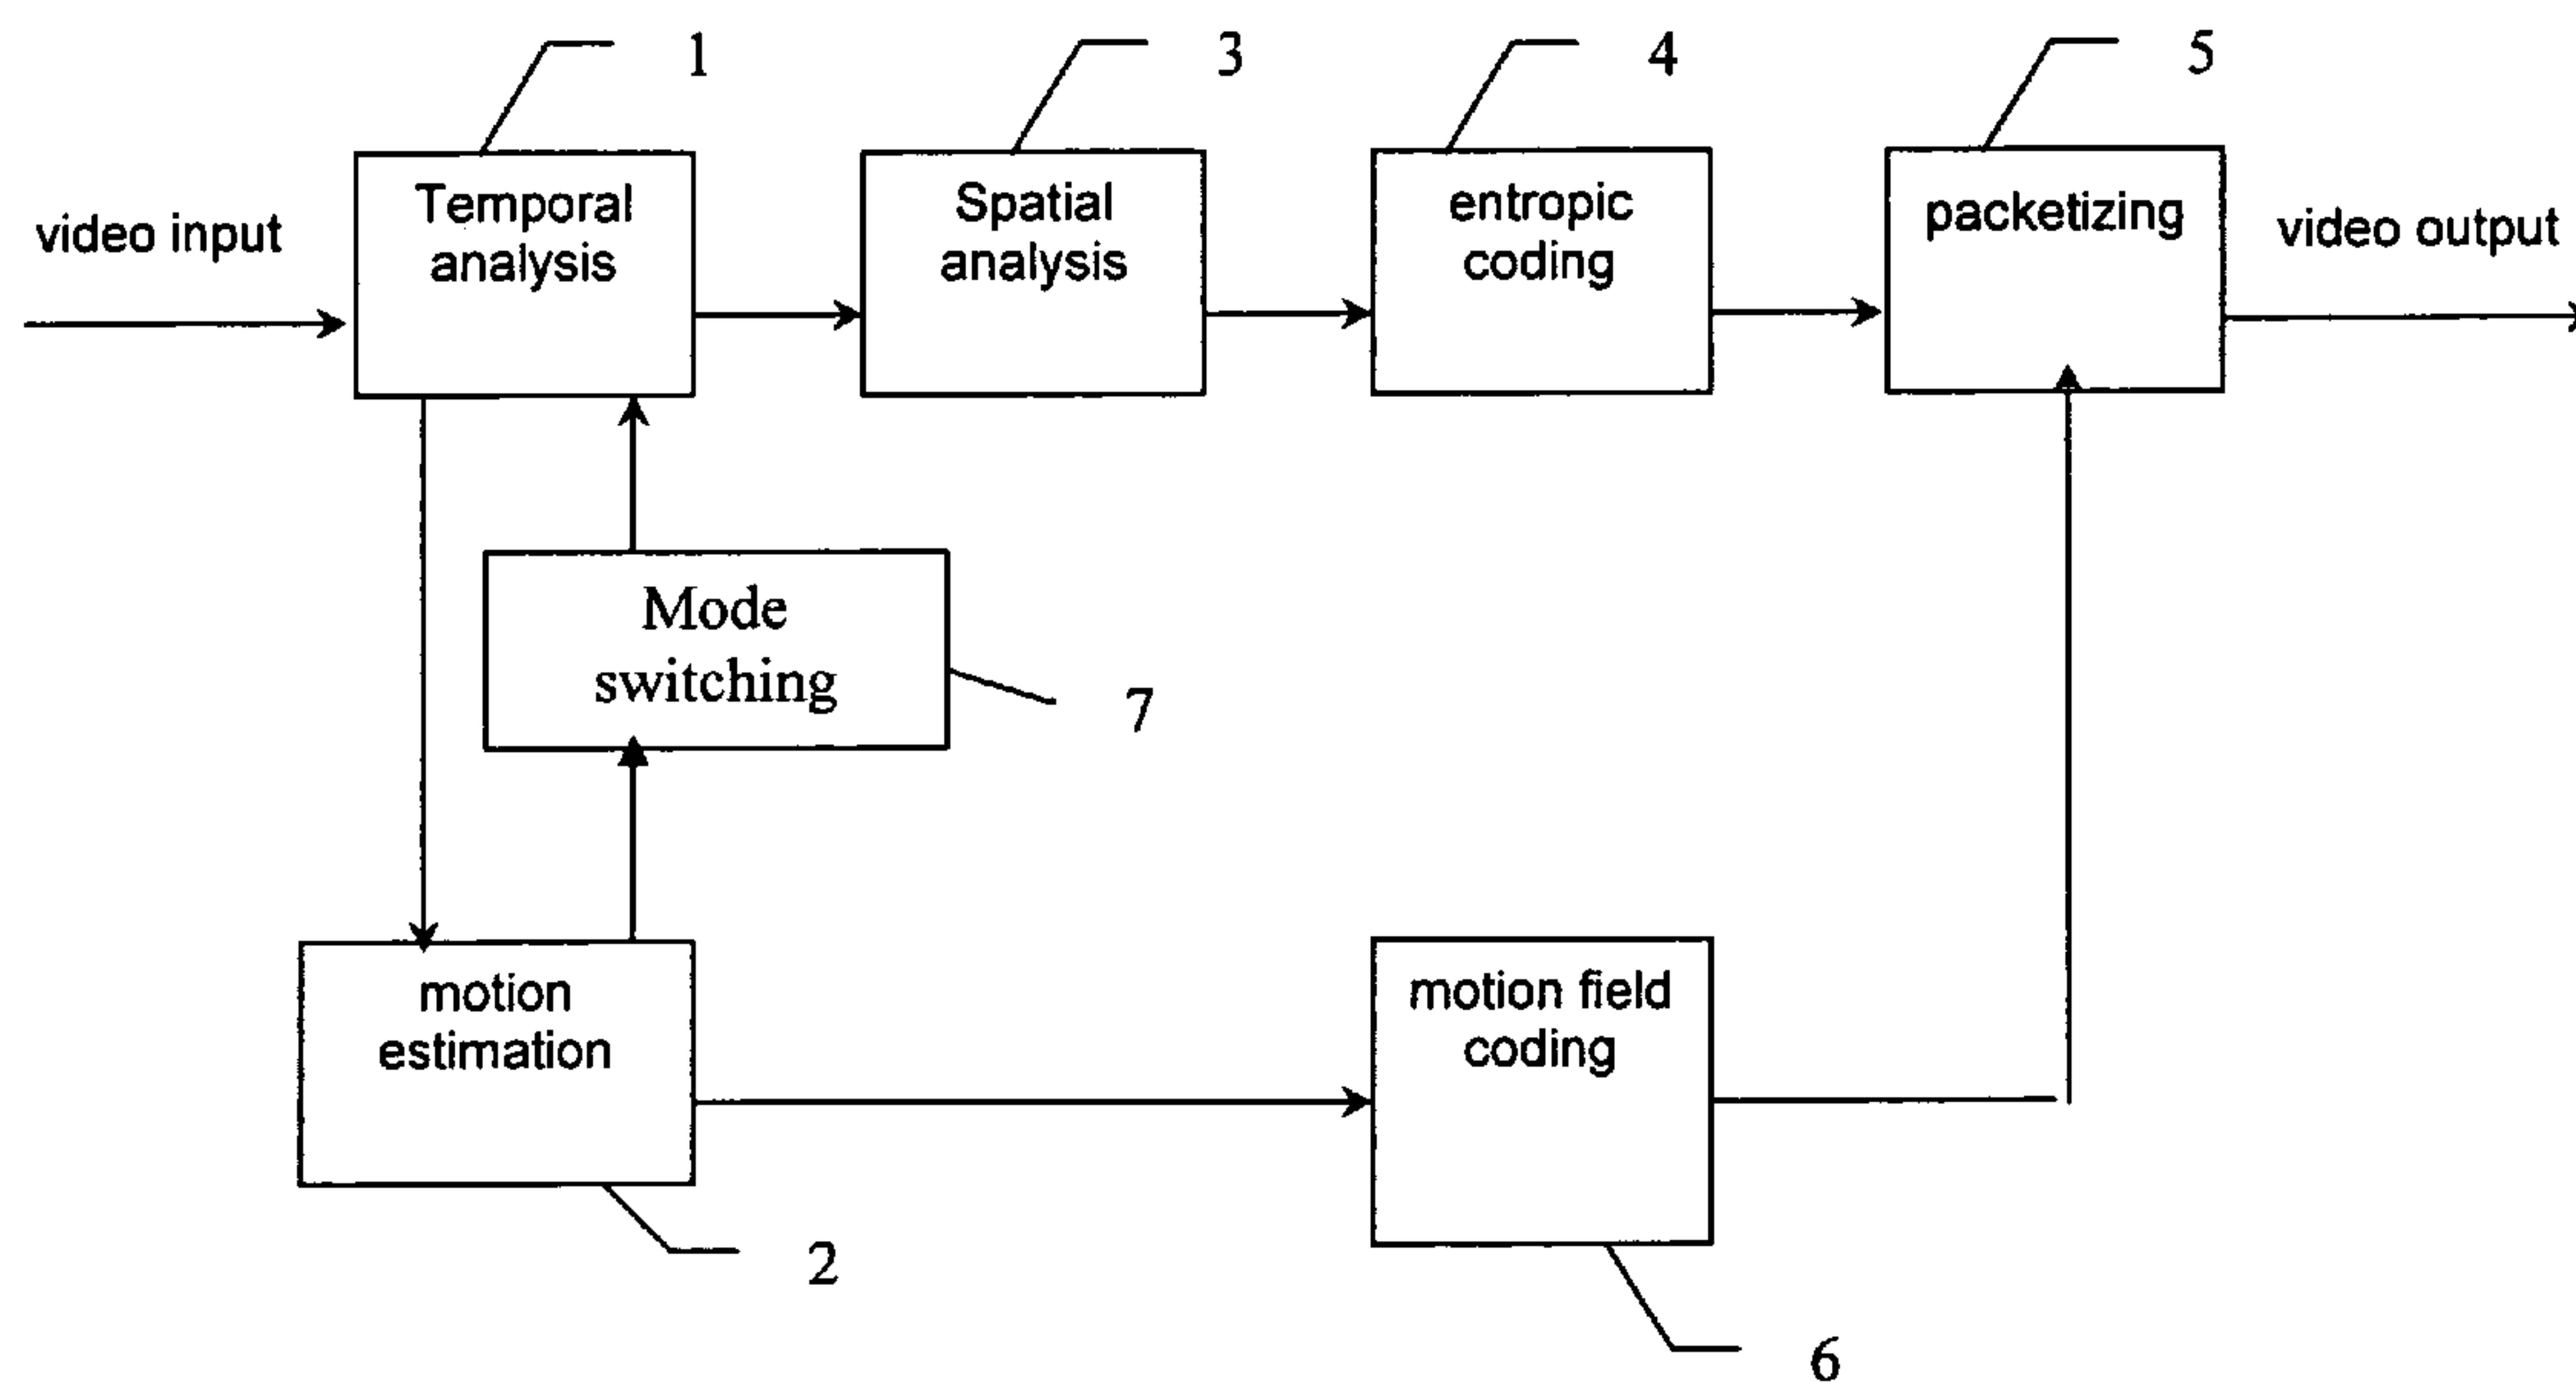 1
3
4
5
video input
Temporal
analysis
Spatial
analysis
entropic
coding
packetizing
video output
Mode
switching
7
motion
estimation
motion field
coding
2
6